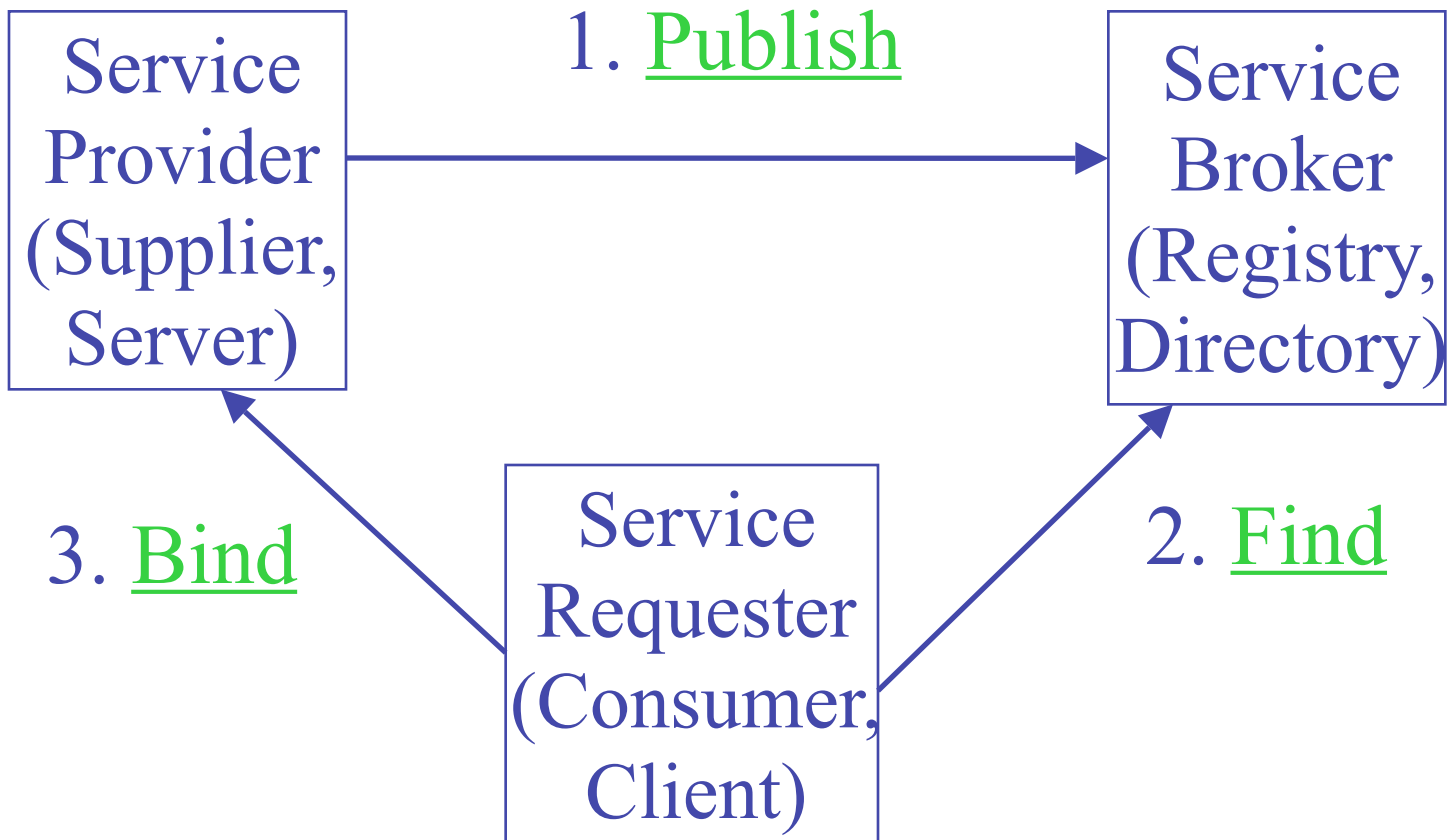 Service
Provider
(Supplier,
Server)
1. Publish
Service
Broker
(Registry,
Directory)
3. Bind
Service
Requester
(Consumer,
Client)
2. Find